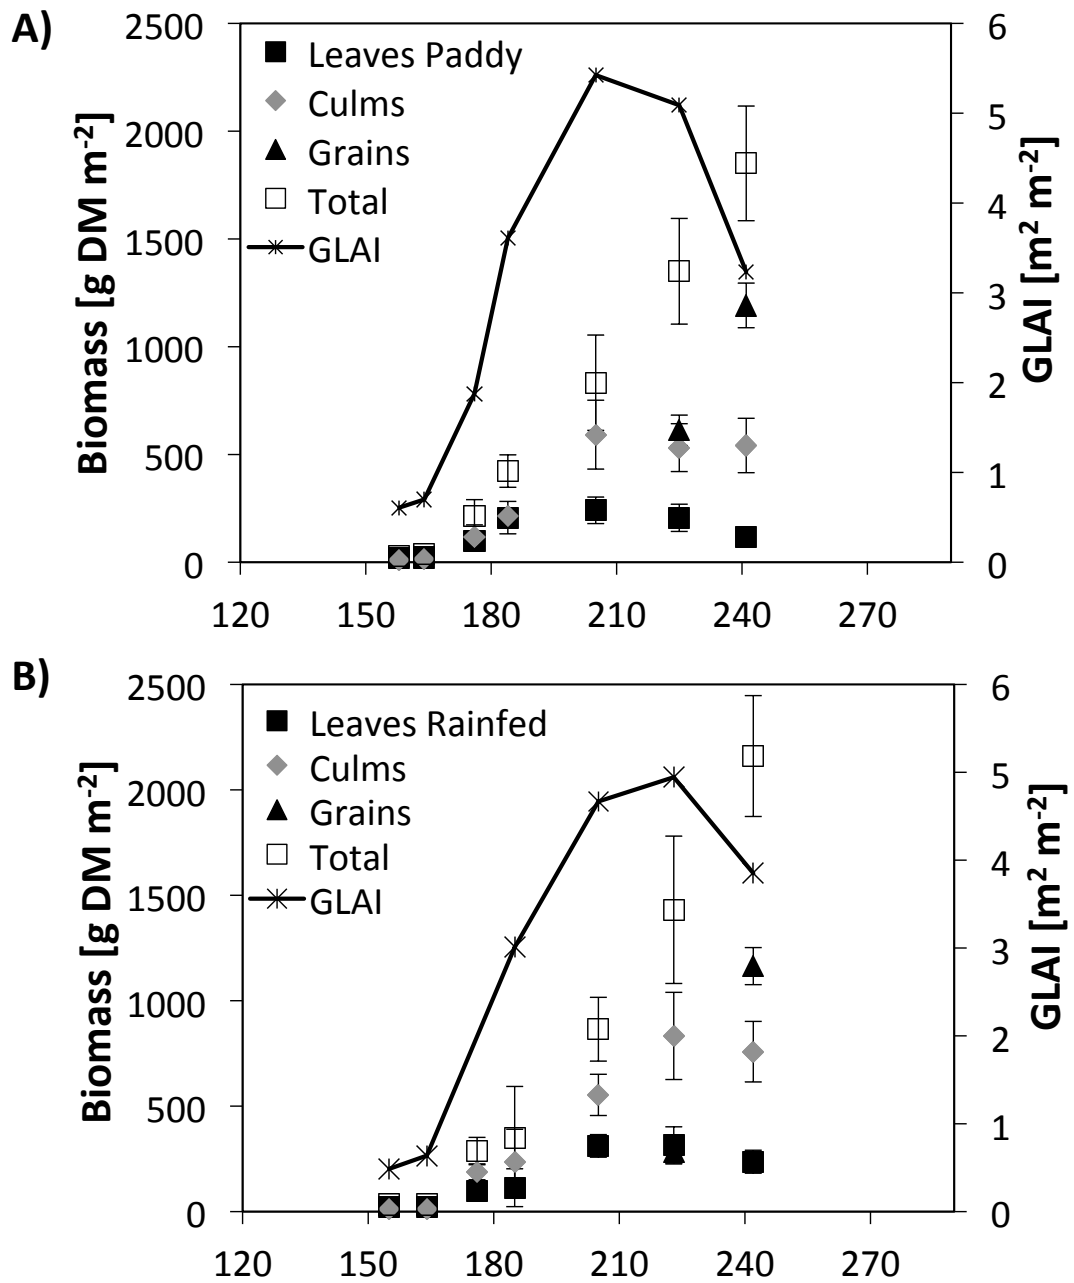 A)
2500
2000
1500
1000
500
0
Biomass [g DM m⁻²]
Leaves Paddy
Culms
Grains
Total
GLAI
6
5
4
3
2
1
0
GLAI [m² m⁻²]
120 150 180 210 240 270
B)
2500
2000
1500
1000
500
0
Biomass [g DM m⁻²]
Leaves Rainfed
Culms
Grains
Total
GLAI
6
5
4
3
2
1
0
GLAI [m² m⁻²]
120 150 180 210 240 270